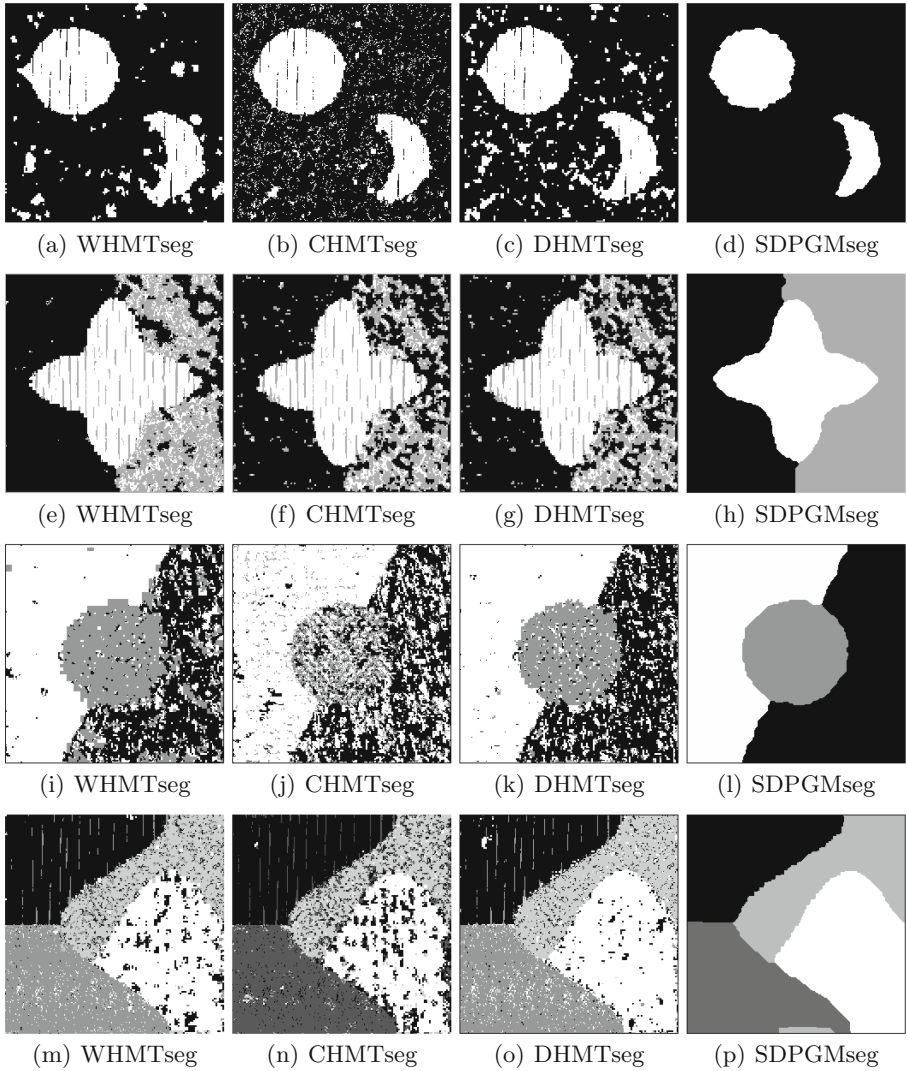 (a) WHMTseg
(b) CHMTseg
(c) DHMTseg
(d) SDPGMseg
(e) WHMTseg
(f) CHMTseg
(g) DHMTseg
(h) SDPGMseg
(i) WHMTseg
(j) CHMTseg
(k) DHMTseg
(l) SDPGMseg
(m) WHMTseg
(n) CHMTseg
(o) DHMTseg
(p) SDPGMseg